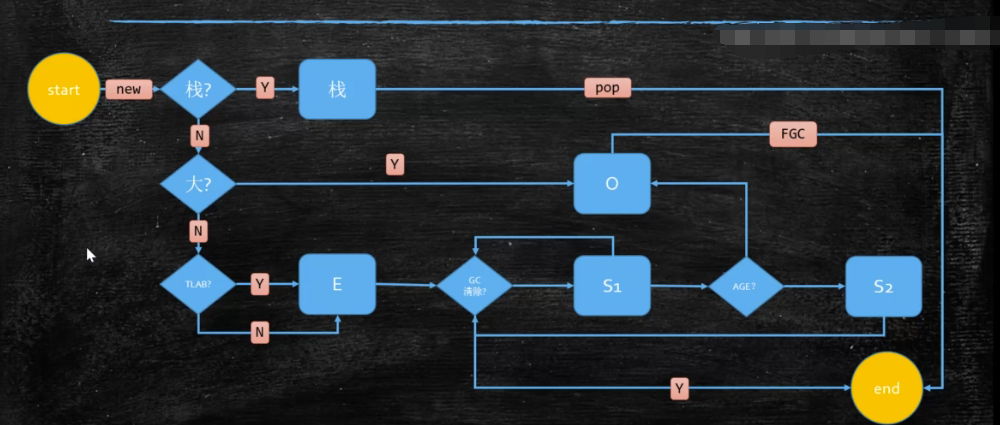 start
new
栈?
Y
栈
pop
N
FGC
大?
Y
O
N
TLAB?
Y
E
GC
清除?
S1
AGE?
S2
N
Y
end